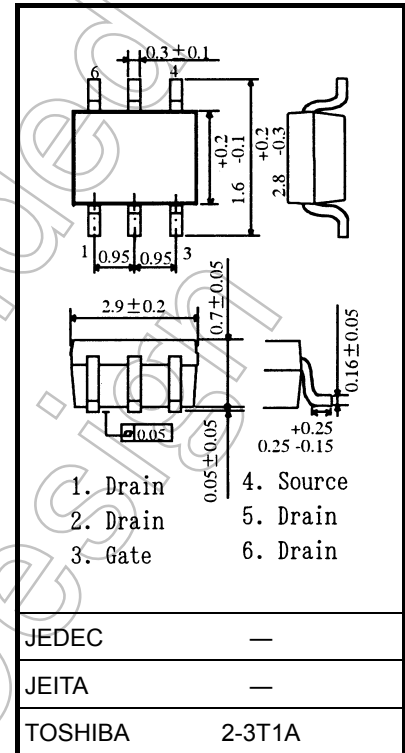 0.3±0.1
6 4
+0.2
1.6 -0.1
+0.2
2.8 -0.3
1 0.95 0.95 3
2.9±0.2
0.7±0.05
0.16±0.05
0.05
0.05±0.05
+0.25
0.25 -0.15
1. Drain
2. Drain
3. Gate
4. Source
5. Drain
6. Drain
JEDEC —
JEITA —
TOSHIBA 2-3T1A